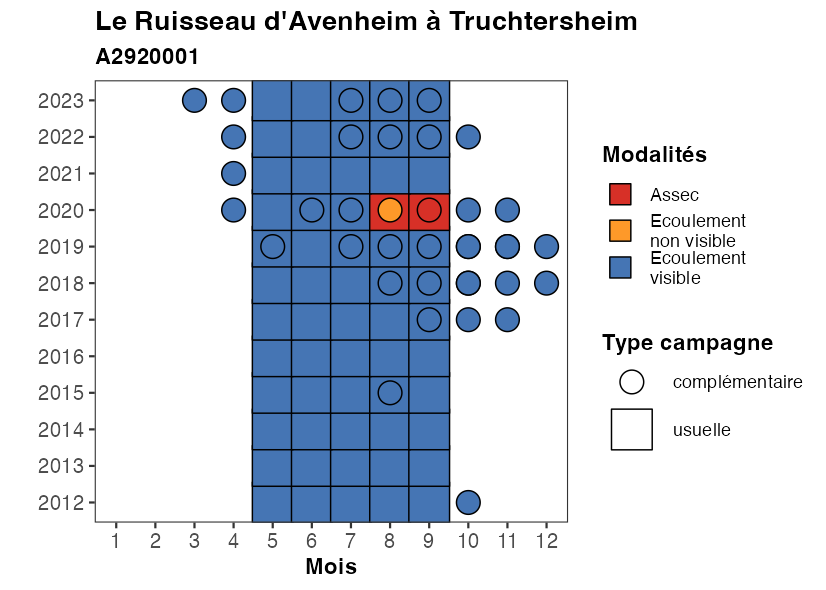 Le Ruisseau d'Avenheim à Truchtersheim
A2920001
2023
2022
2021
2020
2019
2018
2017
2016
2015
2014
2013
2012
1 2 3 4 5 6 7 8 9 10 11 12
Mois
Modalités
Assec
Ecoulement
non visible
Ecoulement
visible
Type campagne
complémentaire
usuelle